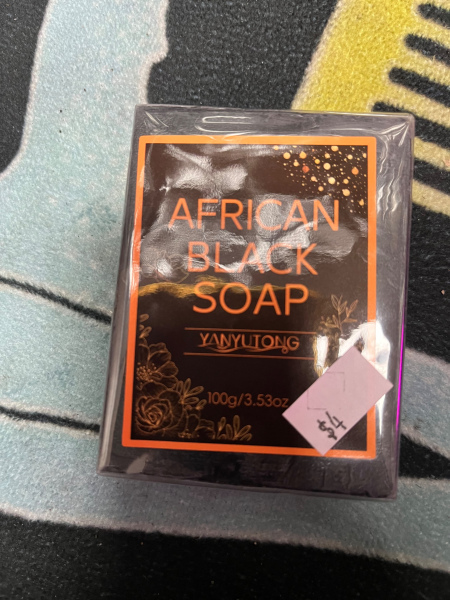 AFRICAN
BLACK
SOAP
YANYUTONG
100g/3.53oz
$4